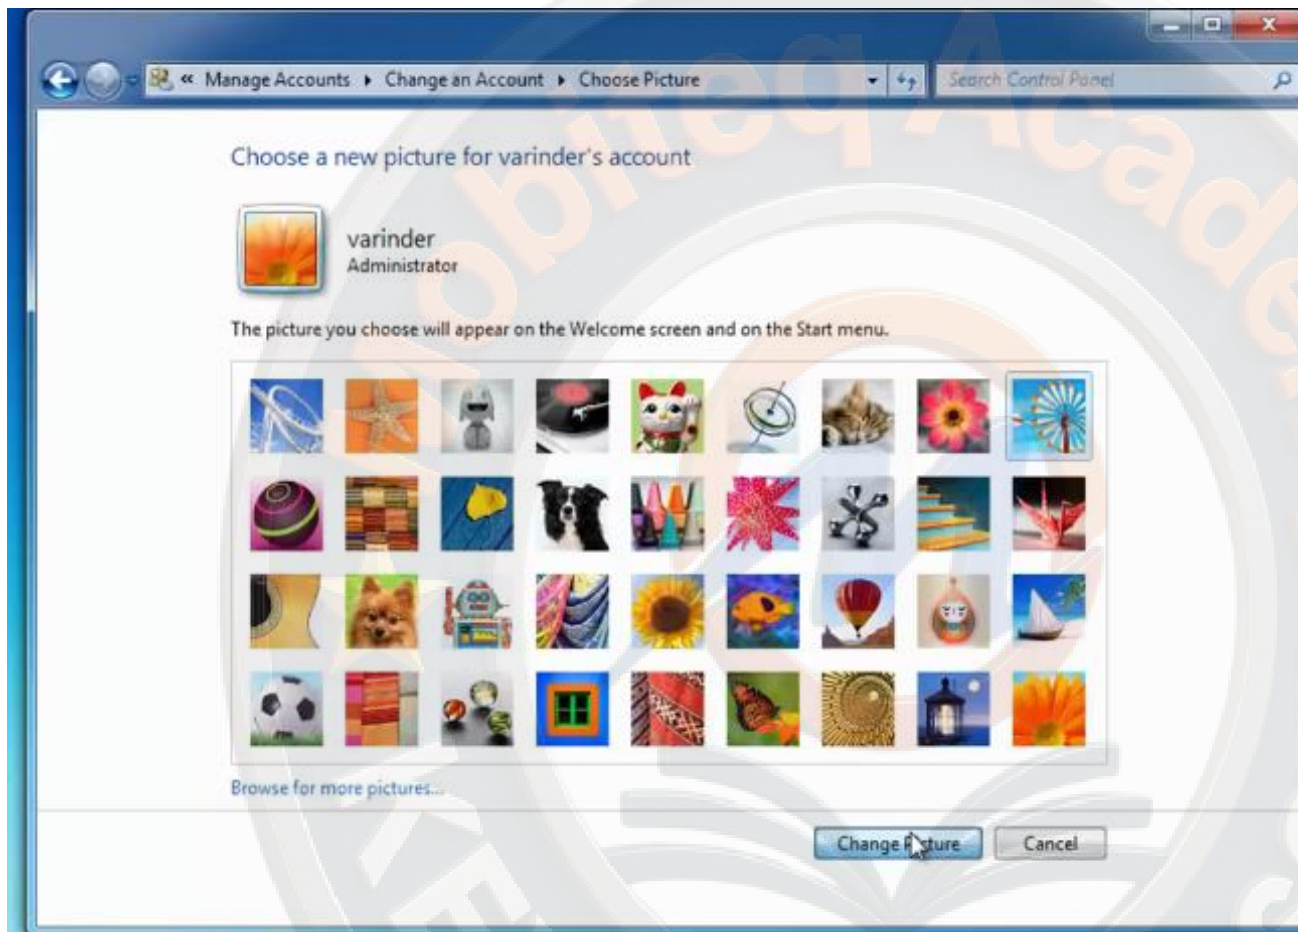 « Manage Accounts ▸ Change an Account ▸ Choose Picture
Search Control Panel
Choose a new picture for varinder's account
varinder
Administrator
The picture you choose will appear on the Welcome screen and on the Start menu.
Browse for more pictures...
Change Picture
Cancel
obiteq Acade